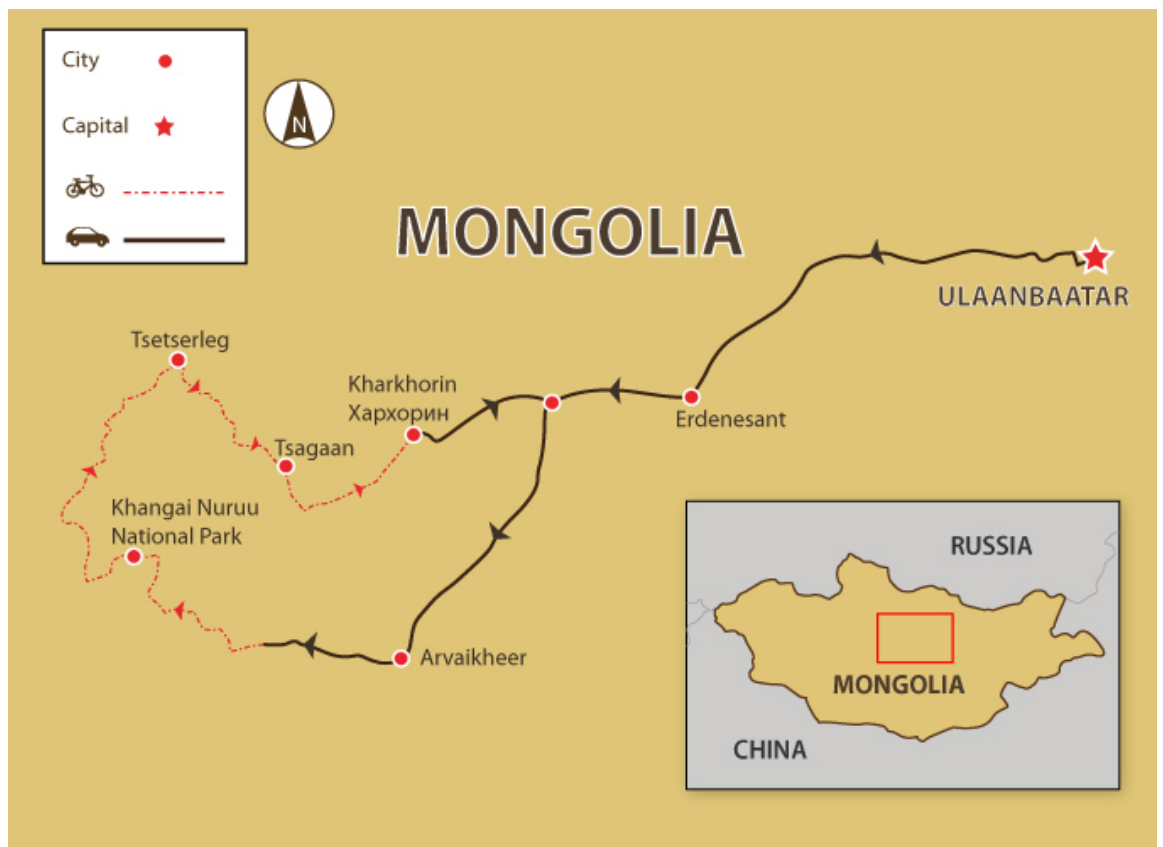 City
Capital
N
MONGOLIA
ULAANBAATAR
Tsetserleg
Kharkhorin
Хархорин
Erdenesant
Tsagaan
Khangai Nuruu
National Park
Arvaikheer
RUSSIA
MONGOLIA
CHINA